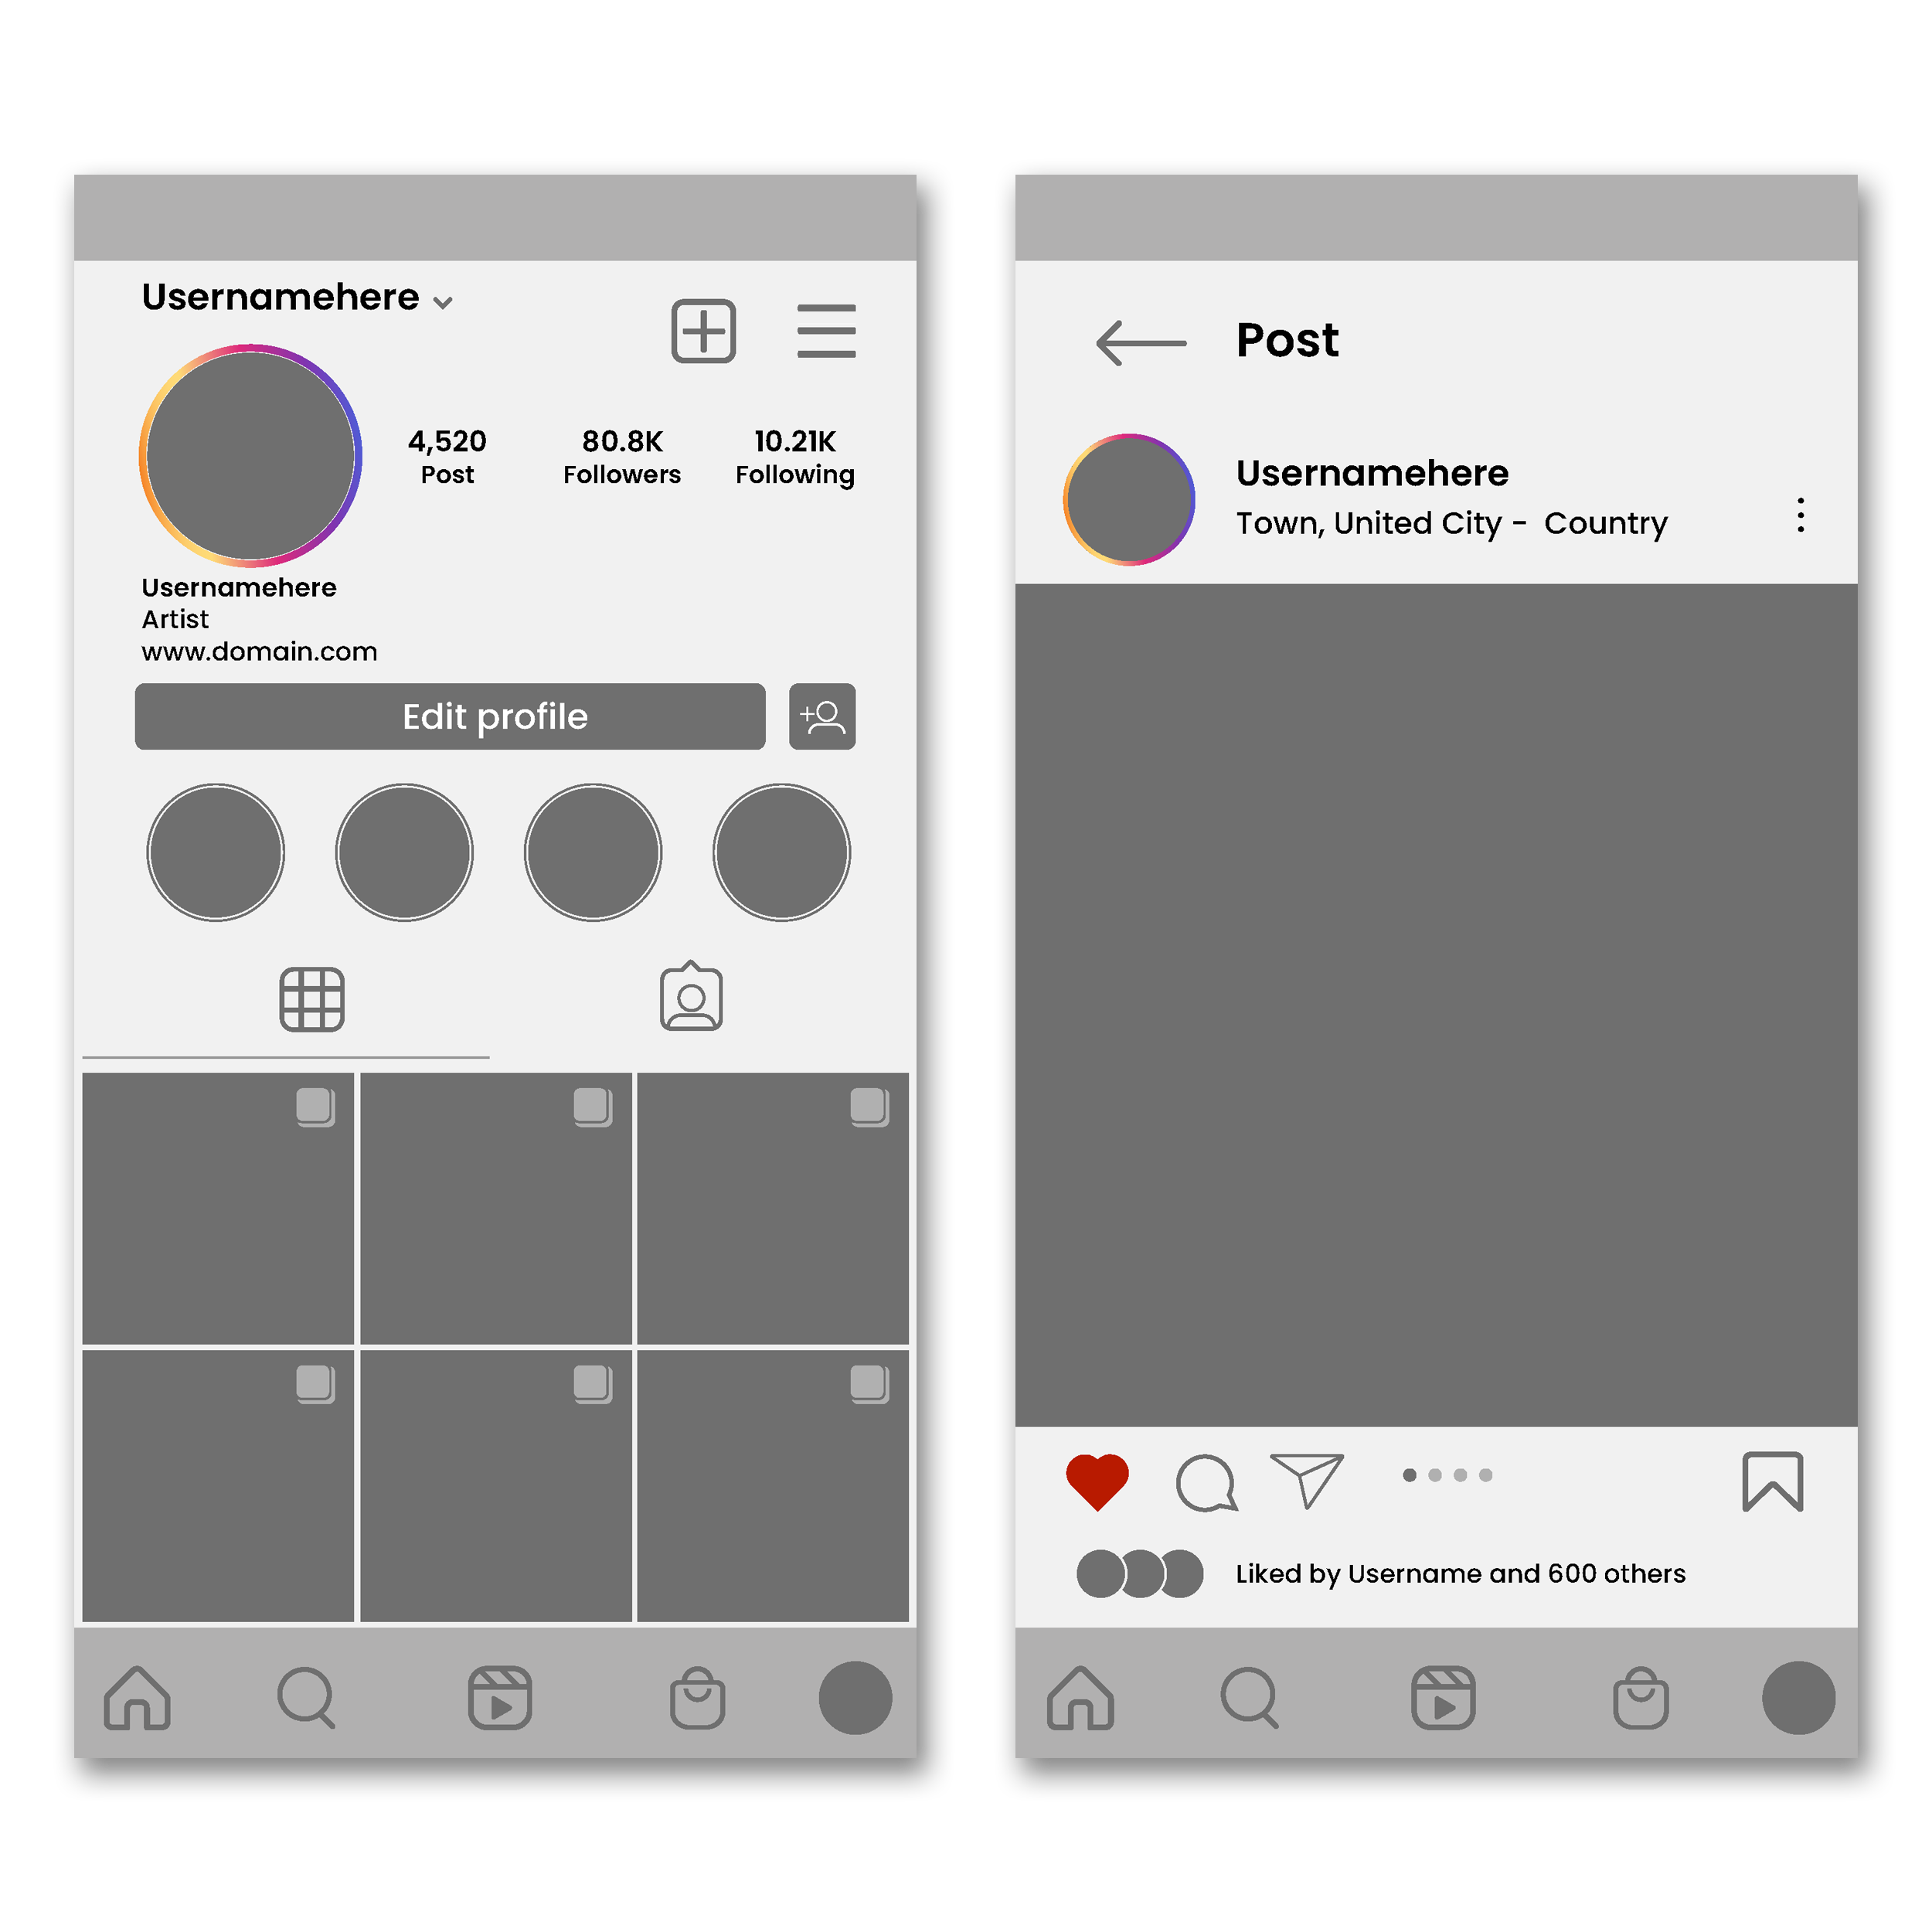 Usernamehere
4,520 80.8K 10.21K
Post Followers Following
Usernamehere
Artist
www.domain.com
Edit profile
Post
Usernamehere
Town, United City - Country
Liked by Username and 600 others